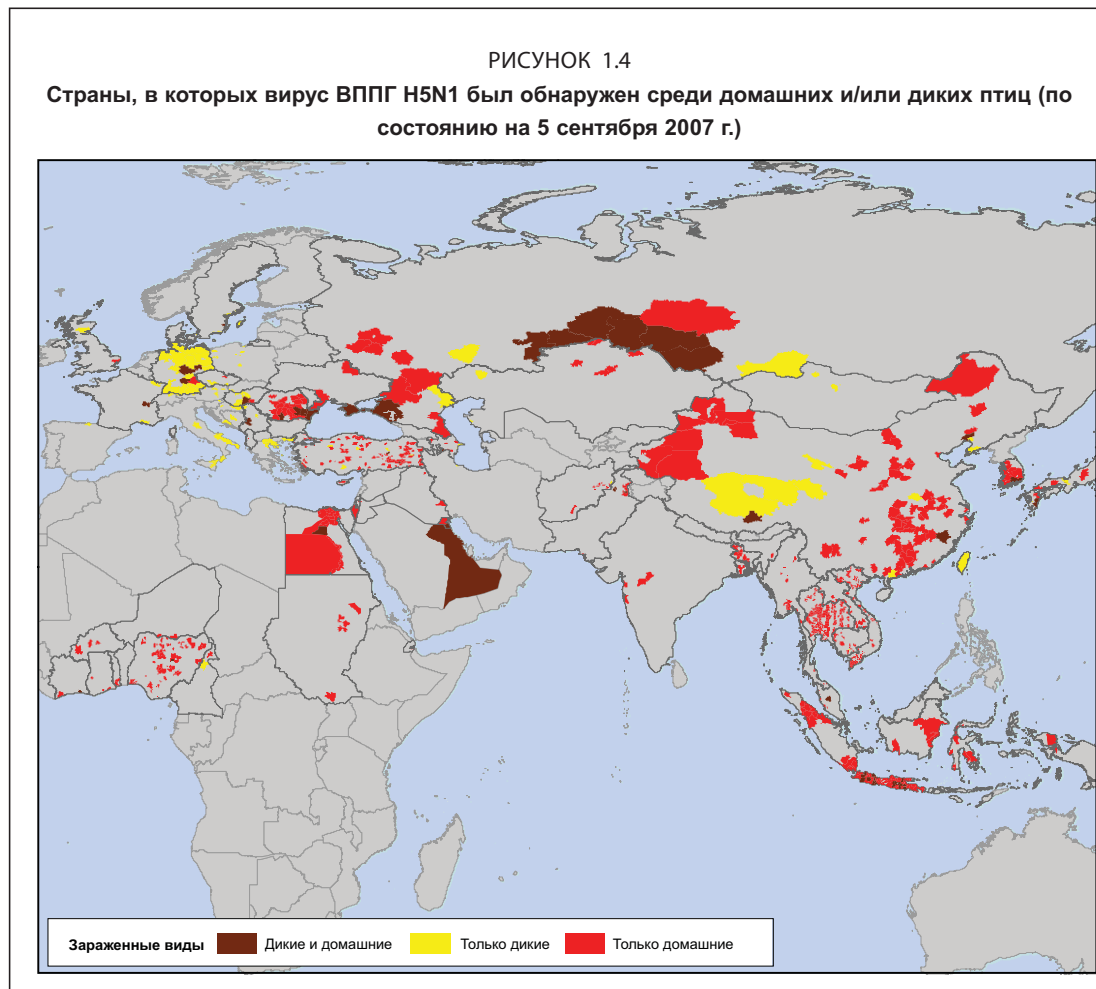 РИСУНОК 1.4
Страны, в которых вирус ВППГ H5N1 был обнаружен среди домашних и/или диких птиц (по
состоянию на 5 сентября 2007 г.)
Зараженные виды Дикие и домашние Только дикие Только домашние